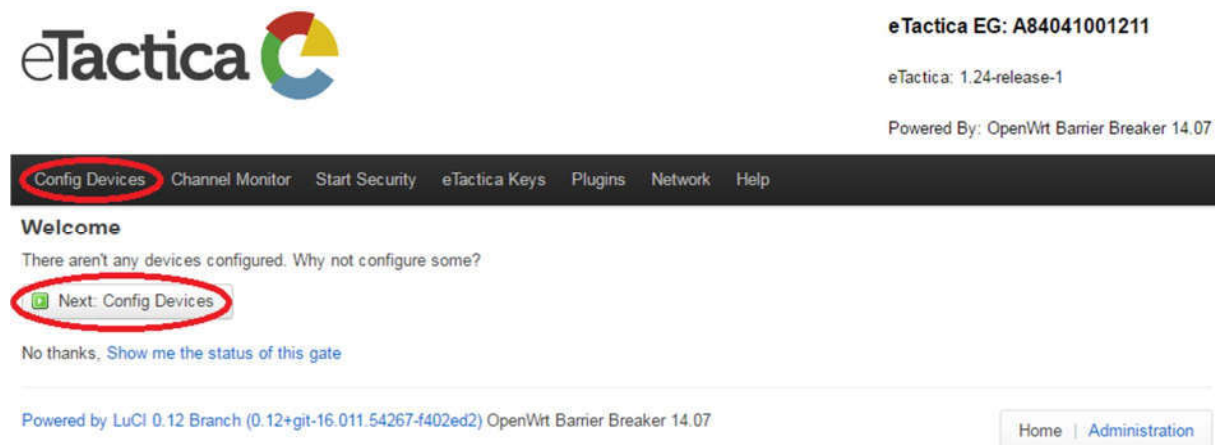 eTactica
eTactica EG: A84041001211
eTactica: 1.24-release-1
Powered By: OpenWrt Barrier Breaker 14.07
Config Devices Channel Monitor Start Security eTactica Keys Plugins Network Help
Welcome
There aren't any devices configured. Why not configure some?
Next: Config Devices
No thanks, Show me the status of this gate
Powered by LuCI 0.12 Branch (0.12+git-16.011.54267-f402ed2) OpenWrt Barrier Breaker 14.07
Home | Administration